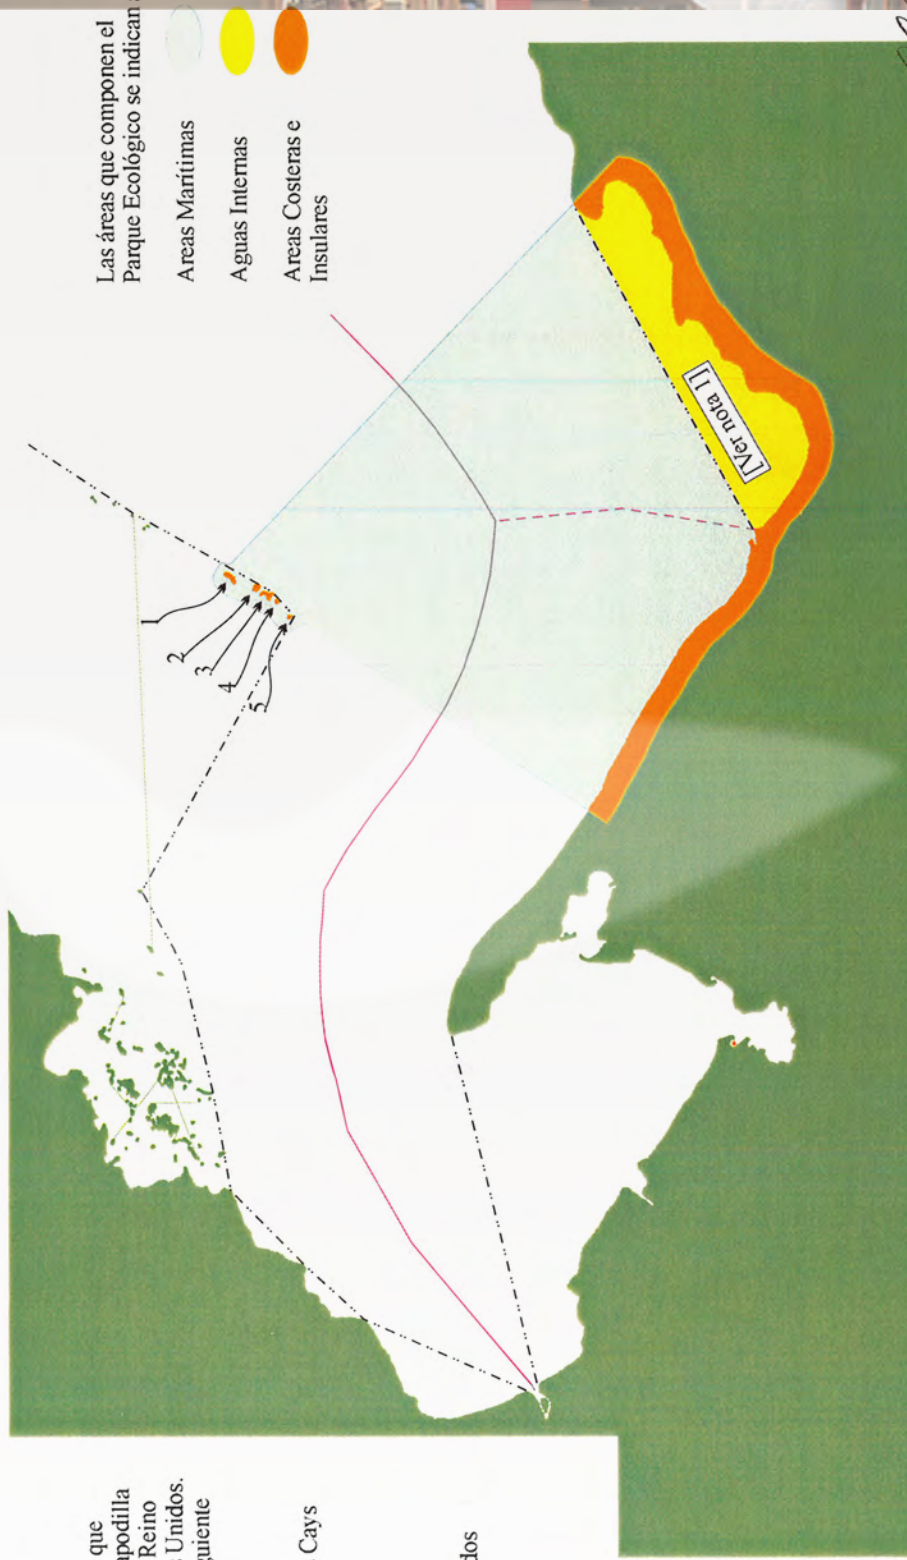 que
apodilla
Reino
s Unidos.
guiente
Cays
dos
Las áreas que componen el
Parque Ecológico se indican
Areas Marítimas
Aguas Internas
Areas Costeras e
Insulares
1
2
3
4
5
[Ver nota 1]